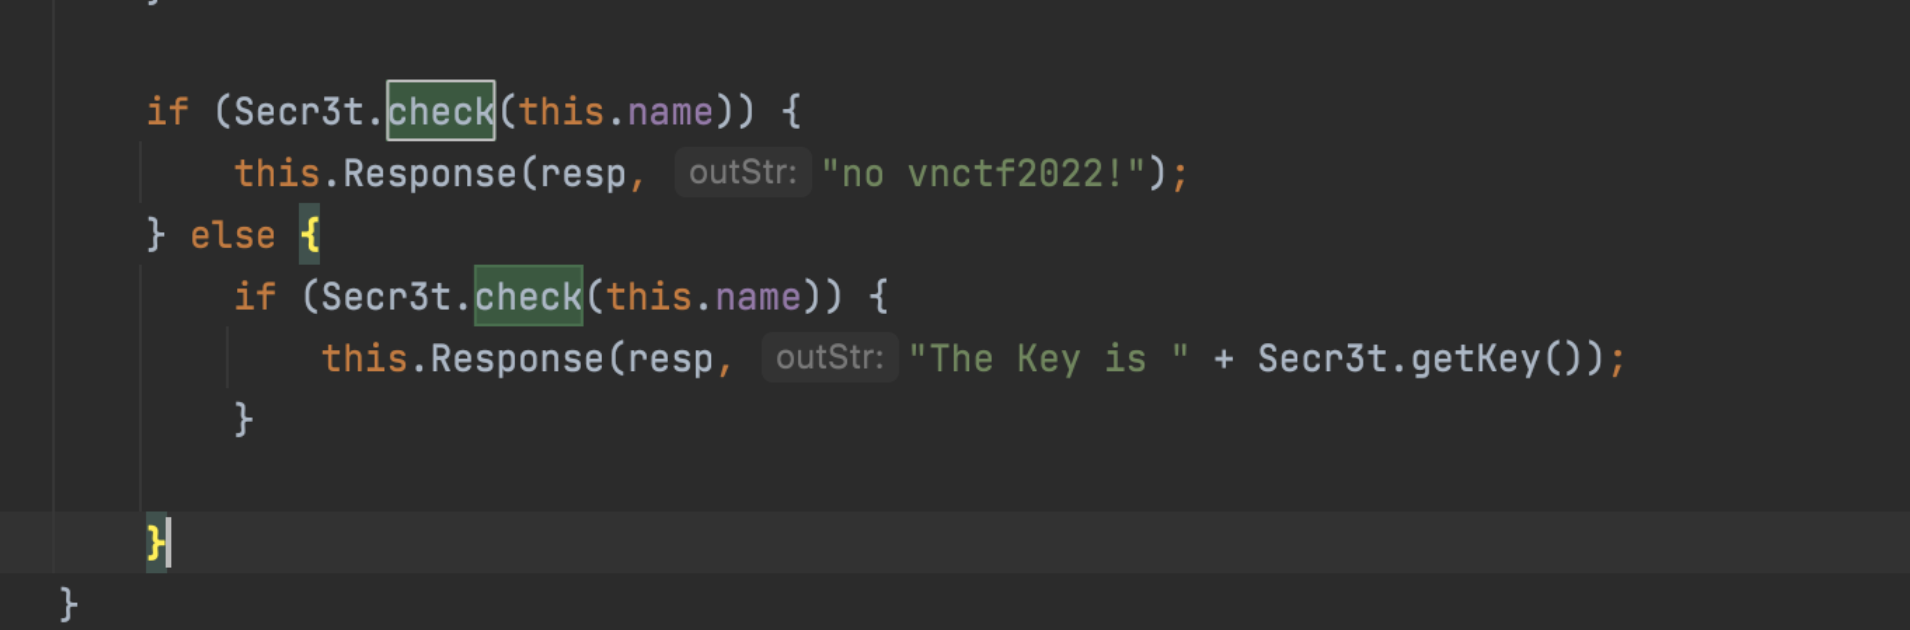 }
if (Secr3t.check(this.name)) {
this.Response(resp, outStr: "no vnctf2022!");
} else {
if (Secr3t.check(this.name)) {
this.Response(resp, outStr: "The Key is " + Secr3t.getKey());
}
}
}